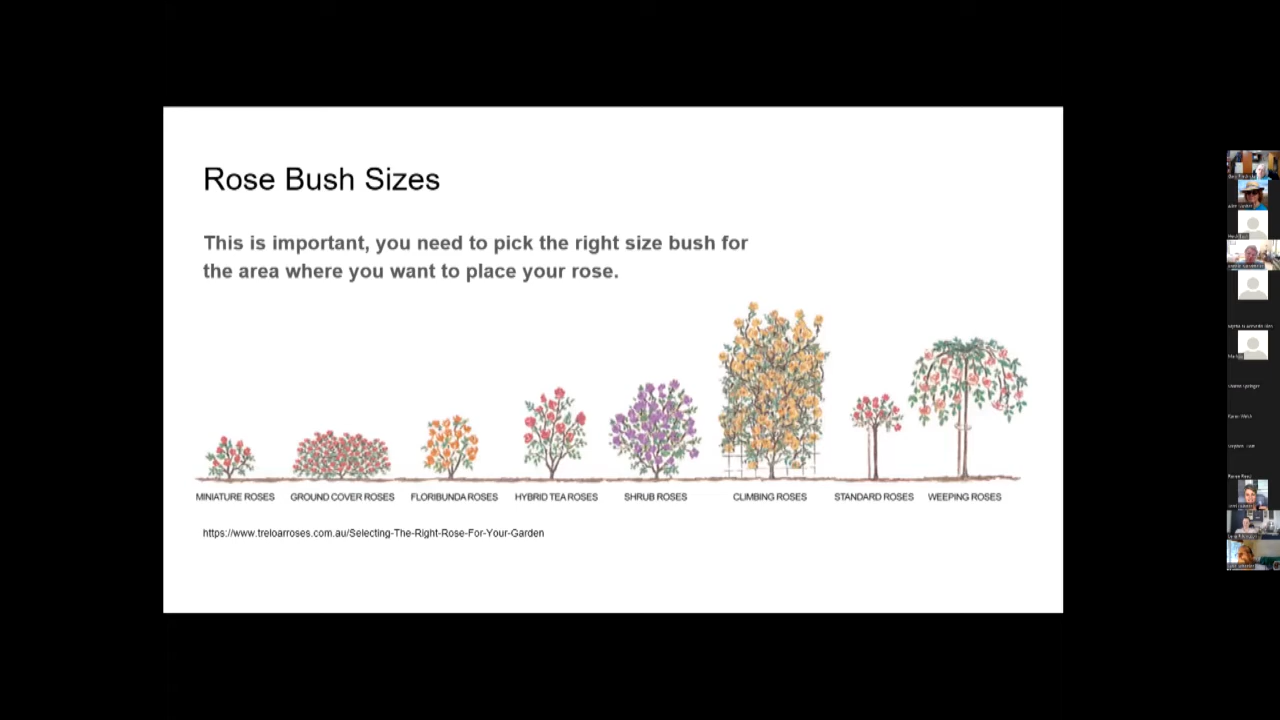 Rose Bush Sizes
This is important, you need to pick the right size bush for
the area where you want to place your rose.
MINIATURE ROSES GROUND COVER ROSES FLORIBUNDA ROSES HYBRID TEA ROSES SHRUB ROSES CLIMBING ROSES STANDARD ROSES WEEPING ROSES
https://www.treloarroses.com.au/Selecting-The-Right-Rose-For-Your-Garden